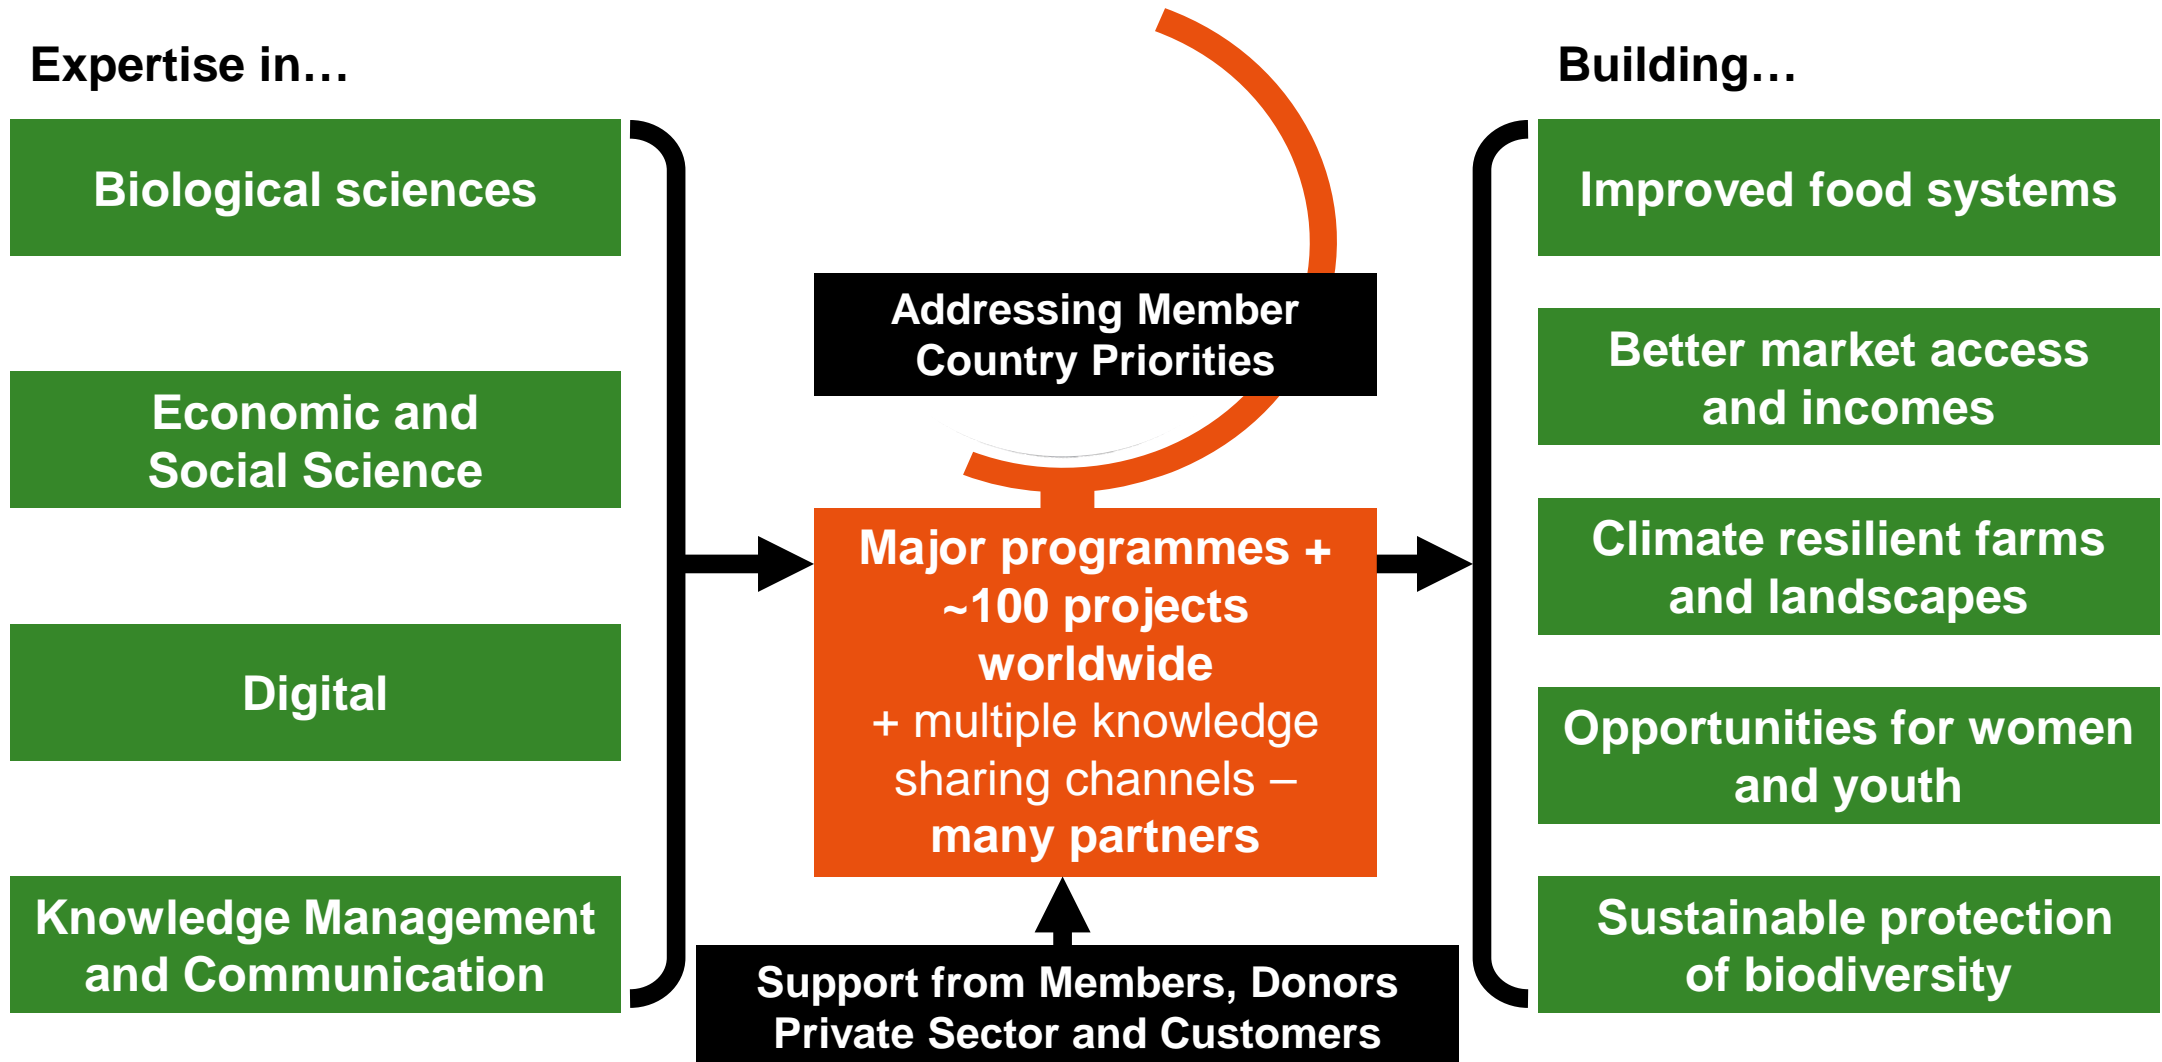 Expertise in…
Biological sciences
Economic and
Social Science
Digital
Knowledge Management
and Communication
Addressing Member
Country Priorities
Major programmes +
~100 projects
worldwide
+ multiple knowledge
sharing channels –
many partners
Support from Members, Donors
Private Sector and Customers
Building…
Improved food systems
Better market access
and incomes
Climate resilient farms
and landscapes
Opportunities for women
and youth
Sustainable protection
of biodiversity